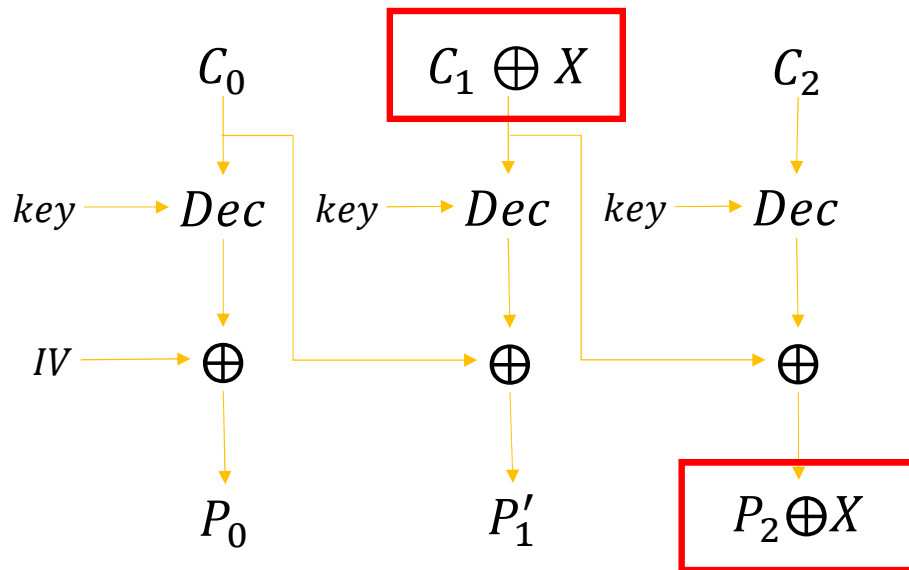 C₀ C₁ ⊕ X C₂
key Dec key Dec key Dec
IV ⊕ ⊕ ⊕
P₀ P₁′ P₂⊕X